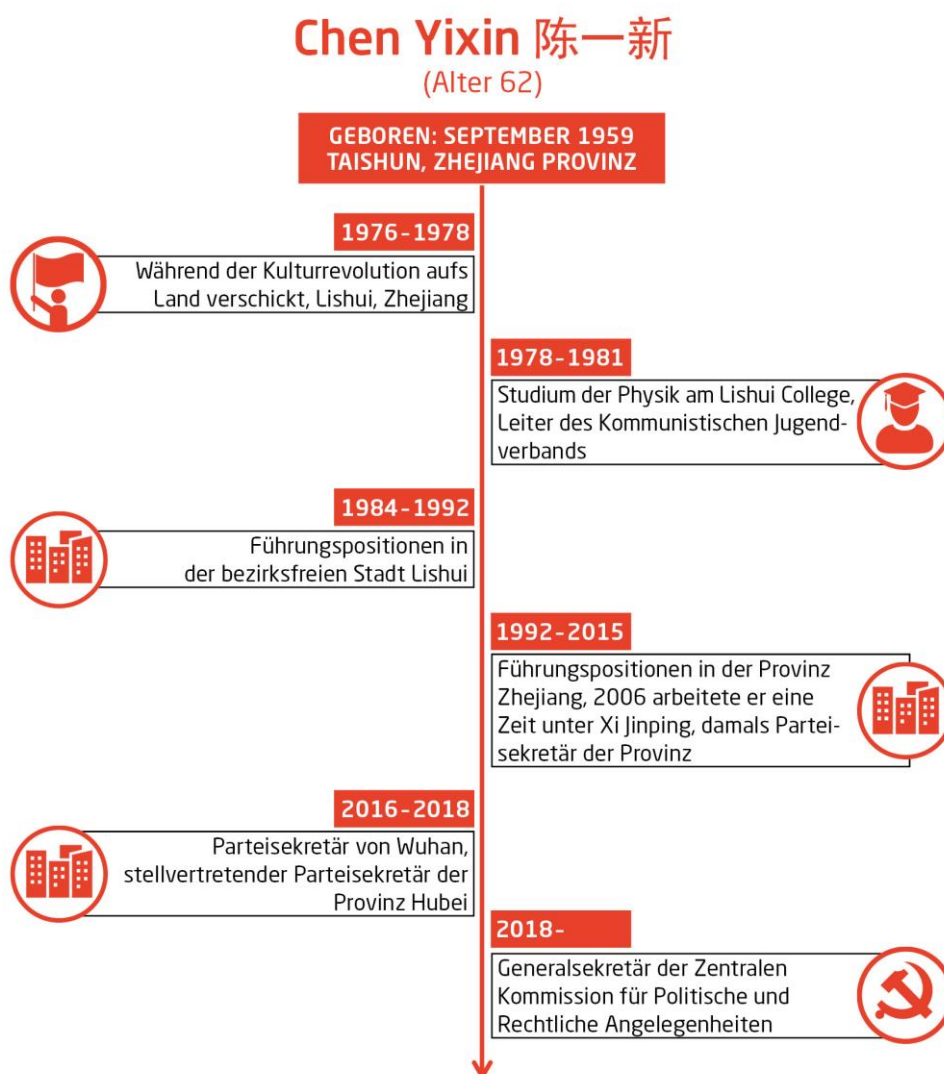 Chen Yixin 陈一新
(Alter 62)
GEBOREN: SEPTEMBER 1959
TAISHUN, ZHEJIANG PROVINZ
1976-1978
Während der Kulturrevolution aufs
Land verschickt, Lishui, Zhejiang
1978-1981
Studium der Physik am Lishui College,
Leiter des Kommunistischen Jugend-
verbands
1984-1992
Führungspositionen in
der bezirksfreien Stadt Lishui
1992-2015
Führungspositionen in der Provinz
Zhejiang, 2006 arbeitete er eine
Zeit unter Xi Jinping, damals Partei-
sekretär der Provinz
2016-2018
Parteisekretär von Wuhan,
stellvertretender Parteisekretär der
Provinz Hubei
2018-
Generalsekretär der Zentralen
Kommission für Politische und
Rechtliche Angelegenheiten